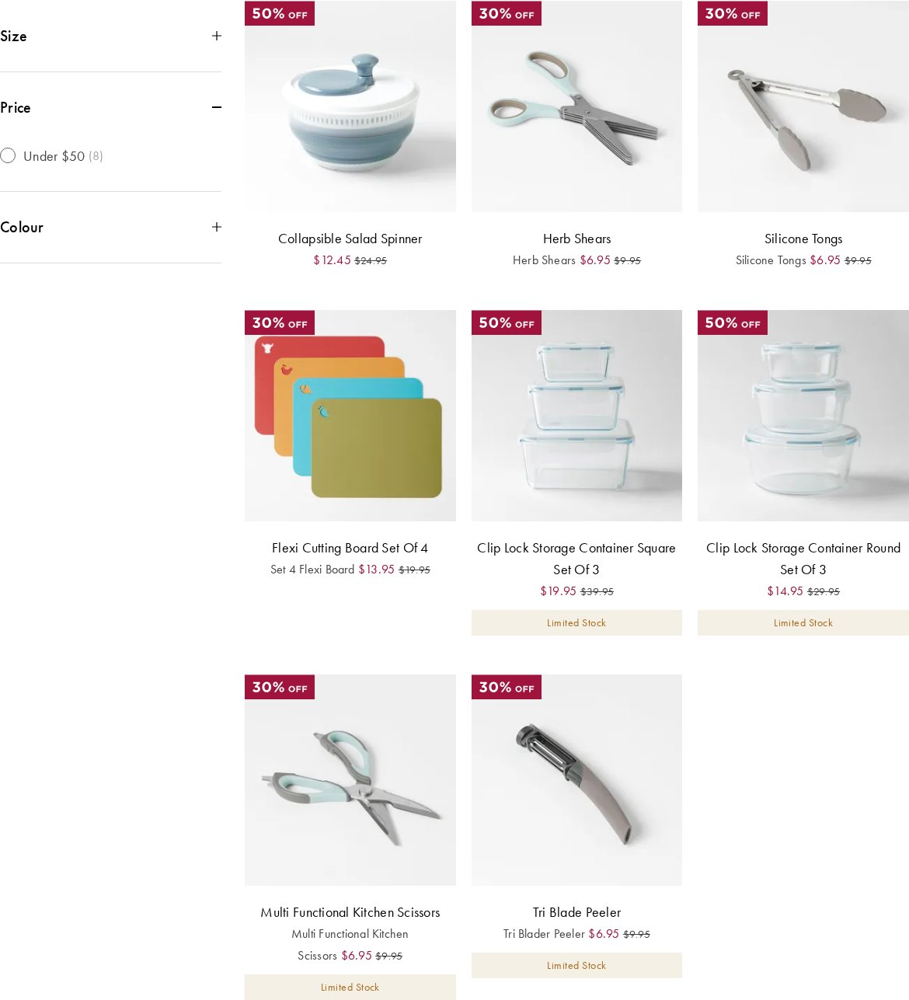 Size
Price
Under $50 (8)
Colour
50% OFF
30% OFF
30% OFF
Collapsible Salad Spinner
$12.45 $24.95
Herb Shears
Herb Shears $6.95 $9.95
Silicone Tongs
Silicone Tongs $6.95 $9.95
30% OFF
50% OFF
50% OFF
Flexi Cutting Board Set Of 4
Set 4 Flexi Board $13.95 $19.95
Clip Lock Storage Container Square
Set Of 3
$19.95 $39.95
Limited Stock
Clip Lock Storage Container Round
Set Of 3
$14.95 $29.95
Limited Stock
30% OFF
30% OFF
Multi Functional Kitchen Scissors
Multi Functional Kitchen
Scissors $6.95 $9.95
Limited Stock
Tri Blade Peeler
Tri Blader Peeler $6.95 $9.95
Limited Stock